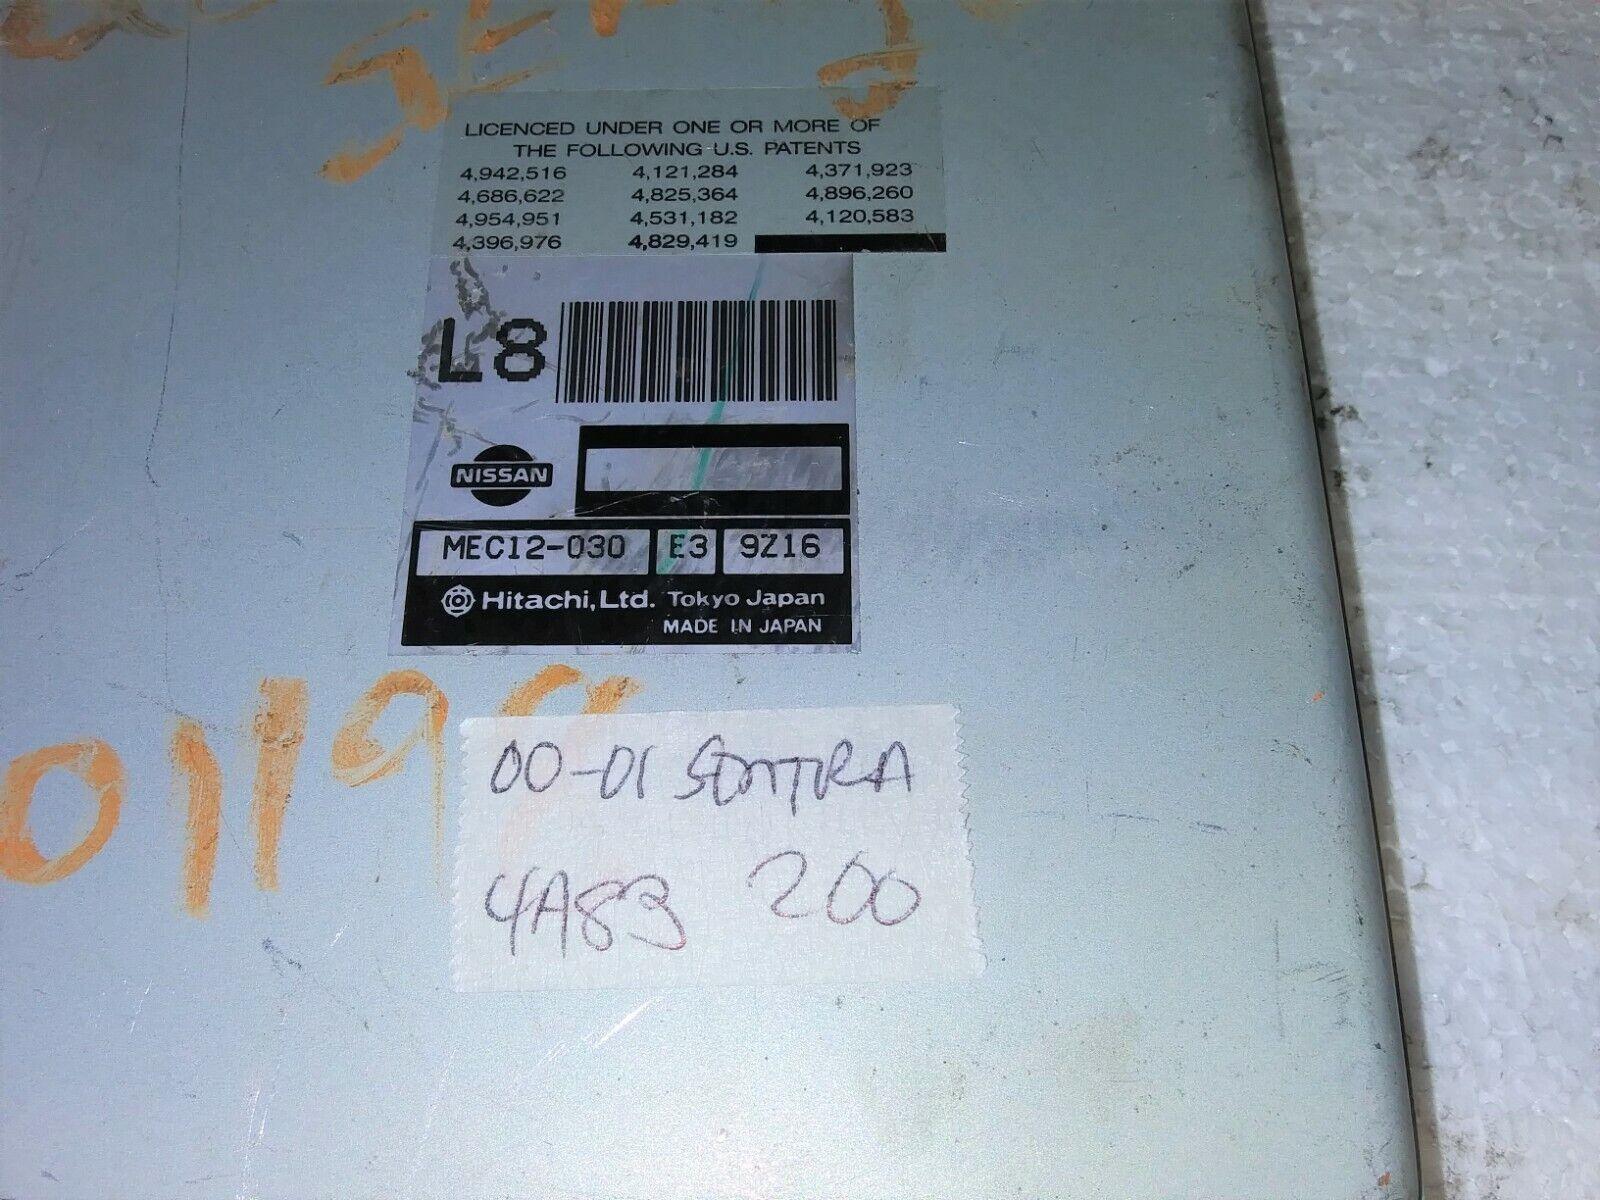 LICENCED UNDER ONE OR MORE OF
THE FOLLOWING U.S. PATENTS
4,942,516 4,121,284 4,371,923
4,686,622 4,825,364 4,896,260
4,954,951 4,531,182 4,120,583
4,396,976 4,829,419
L8
NISSAN
MEC12-030 E3 9Z16
Hitachi, Ltd. Tokyo Japan
MADE IN JAPAN
00-01 SENTRA
4A83 200